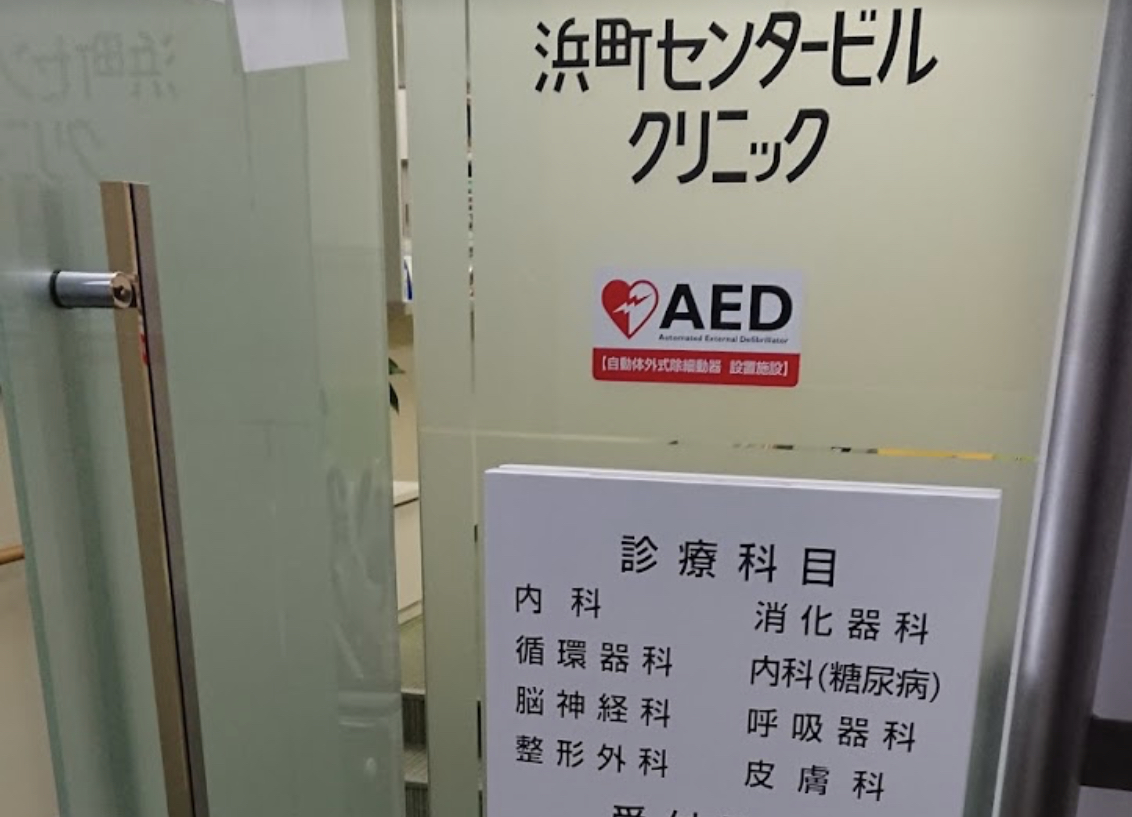 浜町センタービル
クリニック
AED
Automated External Defibrillator
【自動体外式除細動器 設置施設】
診療科目
内科
消化器科
循環器科
内科(糖尿病)
脳神経科
呼吸器科
整形外科
皮膚科